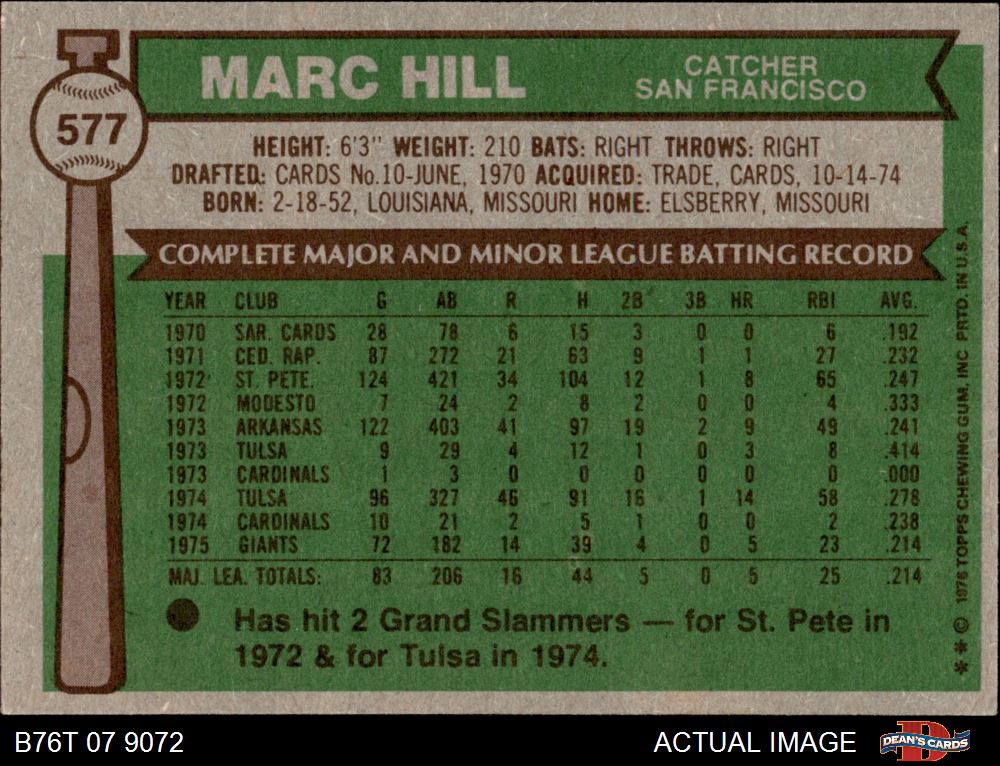 MARC HILL
CATCHER
SAN FRANCISCO
577
HEIGHT: 6'3" WEIGHT: 210 BATS: RIGHT THROWS: RIGHT
DRAFTED: CARDS No.10-JUNE, 1970 ACQUIRED: TRADE, CARDS, 10-14-74
BORN: 2-18-52, LOUISIANA, MISSOURI HOME: ELSBERRY, MISSOURI
COMPLETE MAJOR AND MINOR LEAGUE BATTING RECORD
YEAR CLUB G AB R H 2B 3B HR RBI AVG.
1970 SAR. CARDS 28 78 6 15 3 0 0 6 .192
1971 CED. RAP. 87 272 21 63 9 1 1 27 .232
1972 ST. PETE. 124 421 34 104 12 1 8 65 .247
1972 MODESTO 7 24 2 8 2 0 0 4 .333
1973 ARKANSAS 122 403 41 97 19 2 9 49 .241
1973 TULSA 9 29 4 12 1 0 3 8 .414
1973 CARDINALS 1 3 0 0 0 0 0 0 .000
1974 TULSA 96 327 46 91 16 1 14 58 .278
1974 CARDINALS 10 21 2 5 1 0 0 2 .238
1975 GIANTS 72 182 14 39 4 0 5 23 .214
MAJ. LEA. TOTALS: 83 206 16 44 5 0 5 25 .214
● Has hit 2 Grand Slammers — for St. Pete in
1972 & for Tulsa in 1974.
** © 1976 TOPPS CHEWING GUM, INC PRTD. IN U.S.A.
B76T 07 9072
ACTUAL IMAGE
DEAN'S CARDS